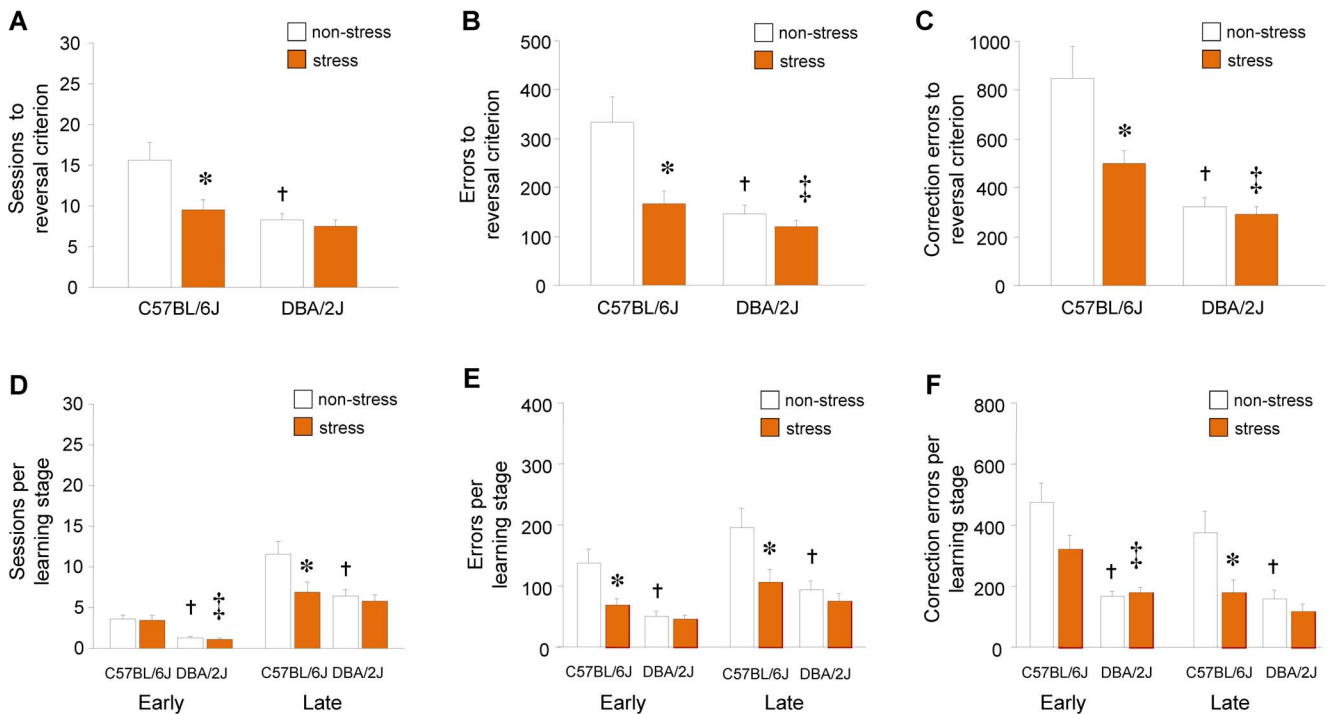 A
non-stress
stress
Sessions to
reversal criterion
30
25
20
15
10
5
0
*
†
C57BL/6J DBA/2J
B
non-stress
stress
Errors to
reversal criterion
500
400
300
200
100
0
*
†
‡
C57BL/6J DBA/2J
C
non-stress
stress
Correction errors to
reversal criterion
1000
800
600
400
200
0
*
†
‡
C57BL/6J DBA/2J
D
non-stress
stress
Sessions per
learning stage
30
25
20
15
10
5
0
†
‡
*
†
C57BL/6J DBA/2J C57BL/6J DBA/2J
Early Late
E
non-stress
stress
Errors per
learning stage
400
300
200
100
0
*
†
*
†
C57BL/6J DBA/2J C57BL/6J DBA/2J
Early Late
F
non-stress
stress
Correction errors per
learning stage
800
600
400
200
0
†
‡
*
†
C57BL/6J DBA/2J C57BL/6J DBA/2J
Early Late